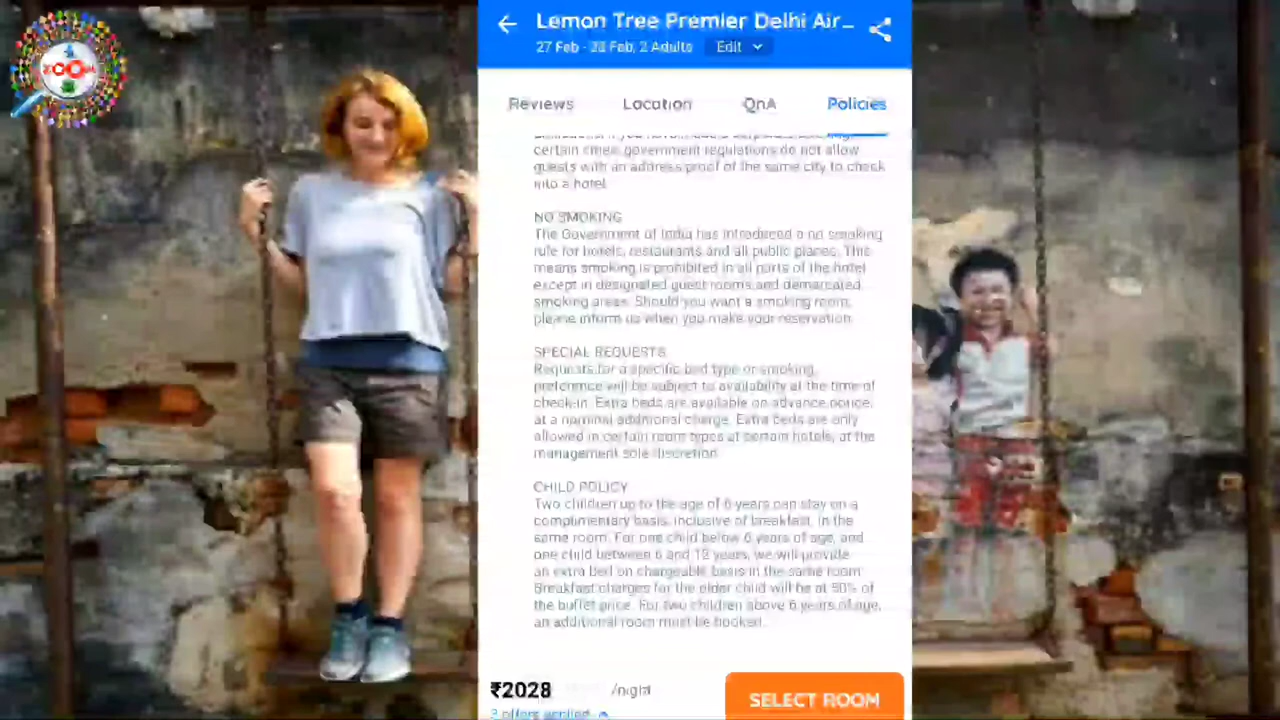 Lemon Tree Premier Delhi Air...
27 Feb - 28 Feb, 2 Adults Edit
Reviews Location QnA Policies
certain cities government regulations do not allow
guests with an address proof of the same city to check
into a hotel.
NO SMOKING
The Government of India has introduced a no smoking
rule for hotels, restaurants and all public places. This
means smoking is prohibited in all parts of the hotel
except in designated guest rooms and demarcated
smoking areas. Should you want a smoking room,
please inform us when you make your reservation.
SPECIAL REQUESTS
Requests for a specific bed type or smoking
preference will be subject to availability at the time of
check-in. Extra beds are available on advance notice,
at a nominal additional charge. Extra beds are only
allowed in certain room types at certain hotels, at the
management sole discretion.
CHILD POLICY
Two children up to the age of 6 years can stay on a
complimentary basis, inclusive of breakfast, in the
same room. For one child below 6 years of age, and
one child between 6 and 12 years, we will provide
an extra bed on chargeable basis in the same room.
Breakfast charges for the elder child will be at 50% of
the buffet price. For two children above 6 years of age,
an additional room must be booked.
₹2028 /night
SELECT ROOM
offers applied